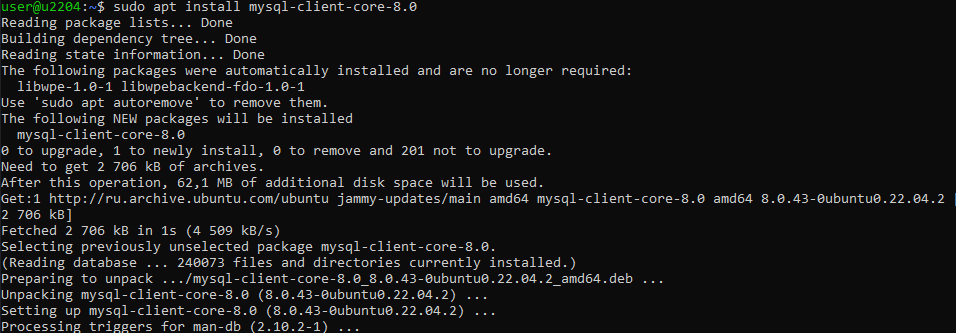 user@u2204:~$ sudo apt install mysql-client-core-8.0
Reading package lists... Done
Building dependency tree... Done
Reading state information... Done
The following packages were automatically installed and are no longer required:
  libwpe-1.0-1 libwpebackend-fdo-1.0-1
Use 'sudo apt autoremove' to remove them.
The following NEW packages will be installed
  mysql-client-core-8.0
0 to upgrade, 1 to newly install, 0 to remove and 201 not to upgrade.
Need to get 2 706 kB of archives.
After this operation, 62,1 MB of additional disk space will be used.
Get:1 http://ru.archive.ubuntu.com/ubuntu jammy-updates/main amd64 mysql-client-core-8.0 amd64 8.0.43-0ubuntu0.22.04.2 [
2 706 kB]
Fetched 2 706 kB in 1s (4 509 kB/s)
Selecting previously unselected package mysql-client-core-8.0.
(Reading database ... 240073 files and directories currently installed.)
Preparing to unpack .../mysql-client-core-8.0_8.0.43-0ubuntu0.22.04.2_amd64.deb ...
Unpacking mysql-client-core-8.0 (8.0.43-0ubuntu0.22.04.2) ...
Setting up mysql-client-core-8.0 (8.0.43-0ubuntu0.22.04.2) ...
Processing triggers for man-db (2.10.2-1) ...